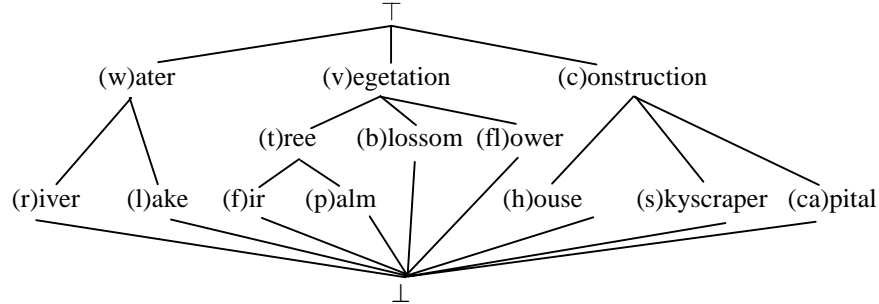 ⊤
(w)ater (v)egetation (c)onstruction
(t)ree (b)lossom (fl)ower
(r)iver (l)ake (f)ir (p)alm (h)ouse (s)kyscraper (ca)pital
⊥